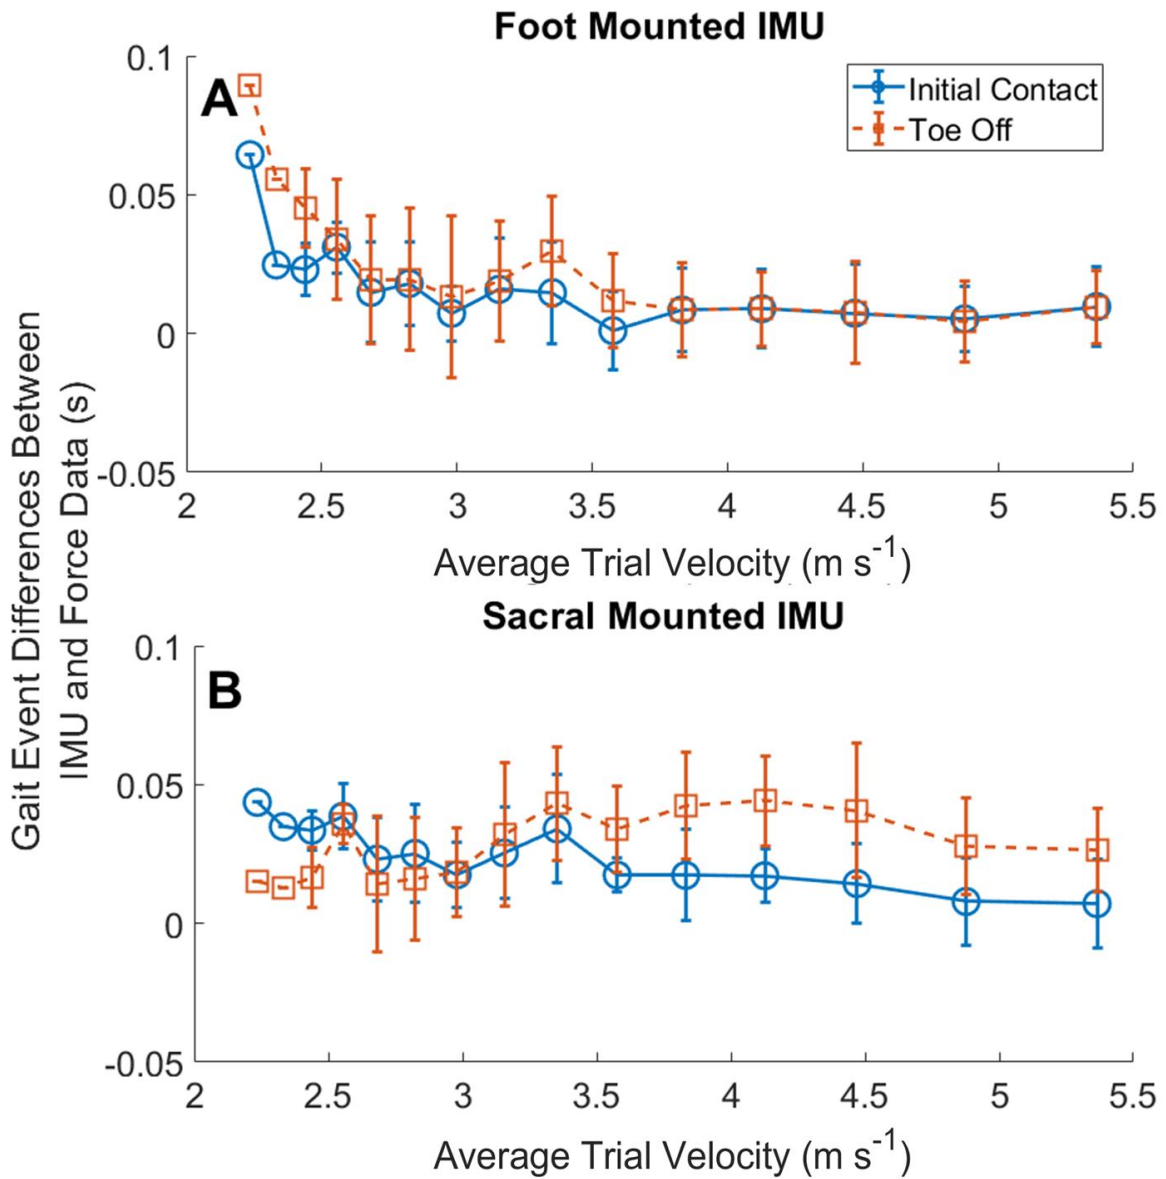 Foot Mounted IMU
A
0.1
0.05
0
-0.05
Initial Contact
Toe Off
2 2.5 3 3.5 4 4.5 5 5.5
Average Trial Velocity (m s-1)
Gait Event Differences Between
IMU and Force Data (s)
Sacral Mounted IMU
B
0.1
0.05
0
-0.05
2 2.5 3 3.5 4 4.5 5 5.5
Average Trial Velocity (m s-1)